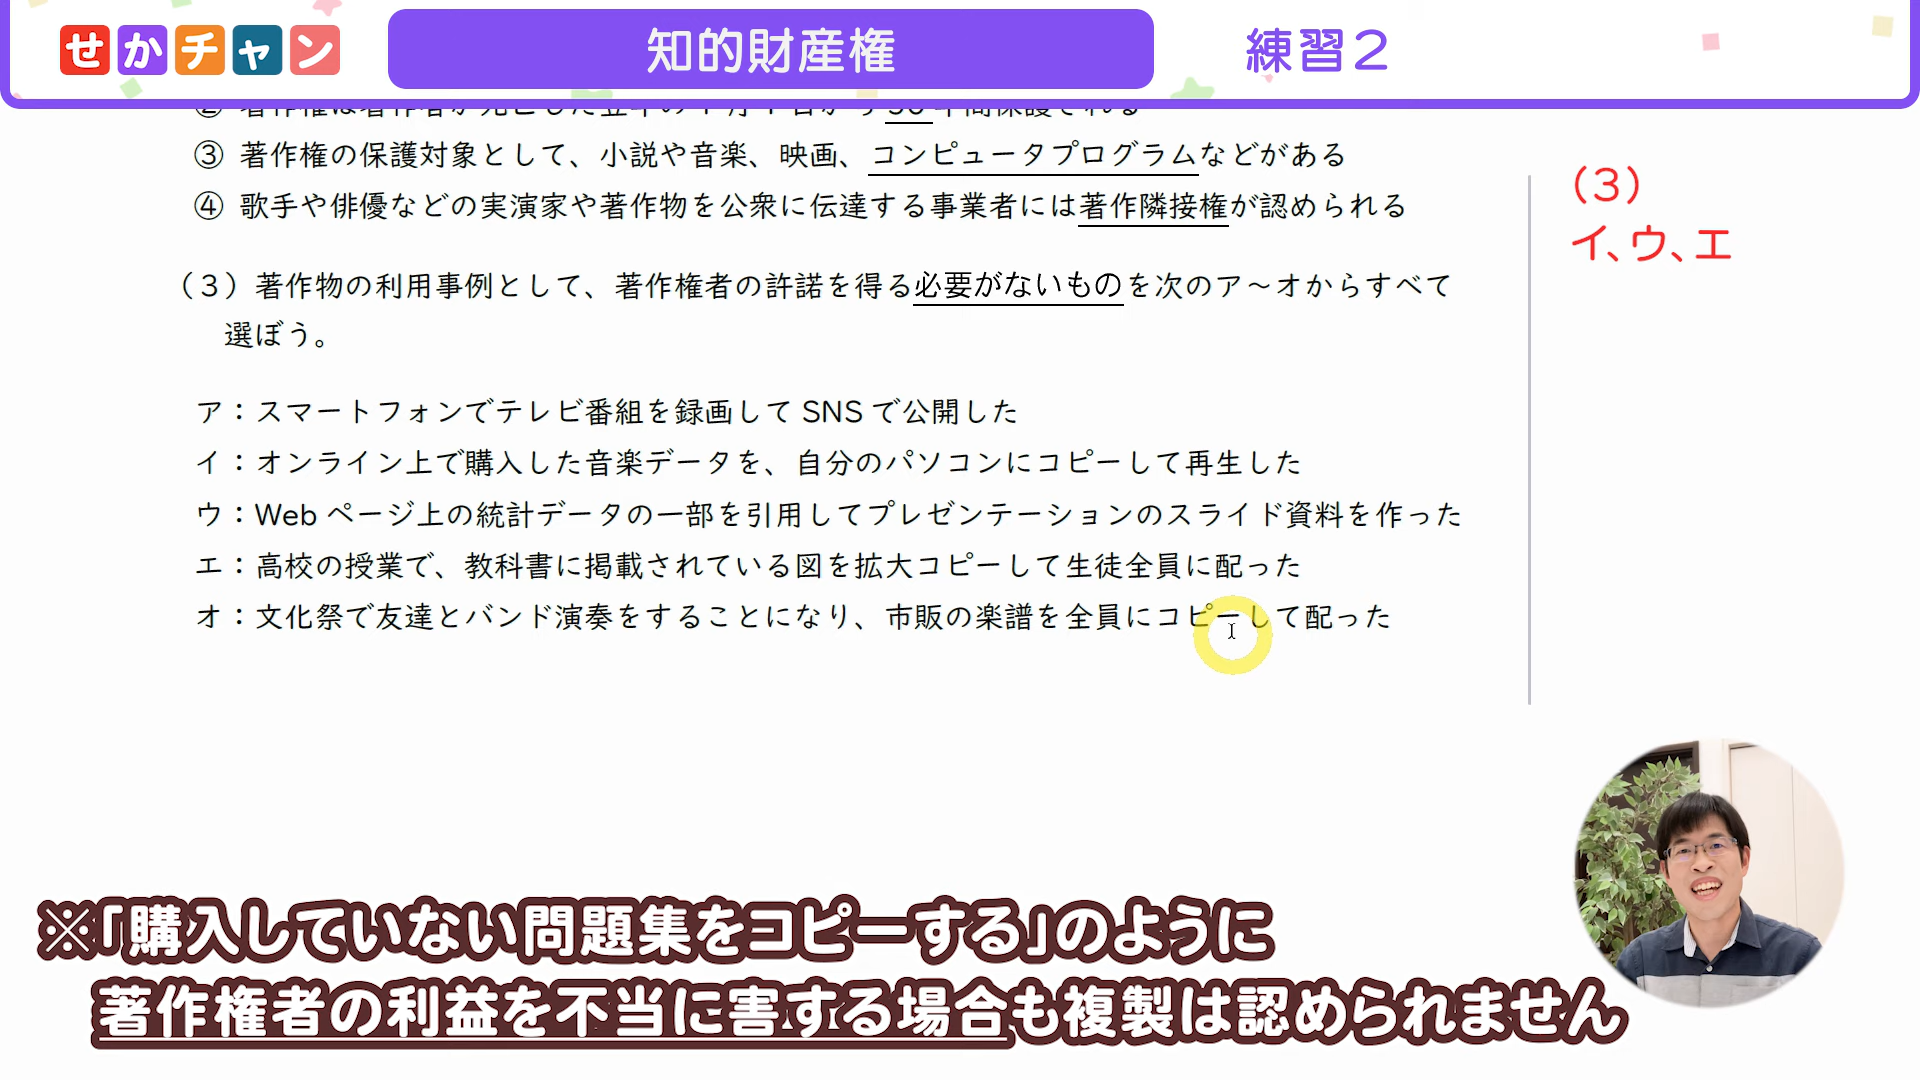 せかチャン
知的財産権
練習2
③ 著作権の保護対象として、小説や音楽、映画、コンピュータプログラムなどがある
④ 歌手や俳優などの実演家や著作物を公衆に伝達する事業者には著作隣接権が認められる
(3)
イ、ウ、エ
（３）著作物の利用事例として、著作権者の許諾を得る必要がないものを次のア～オからすべて
選ぼう。
ア：スマートフォンでテレビ番組を録画して SNS で公開した
イ：オンライン上で購入した音楽データを、自分のパソコンにコピーして再生した
ウ：Web ページ上の統計データの一部を引用してプレゼンテーションのスライド資料を作った
エ：高校の授業で、教科書に掲載されている図を拡大コピーして生徒全員に配った
オ：文化祭で友達とバンド演奏をすることになり、市販の楽譜を全員にコピーして配った
※「購入していない問題集をコピーする」のように
著作権者の利益を不当に害する場合も複製は認められません